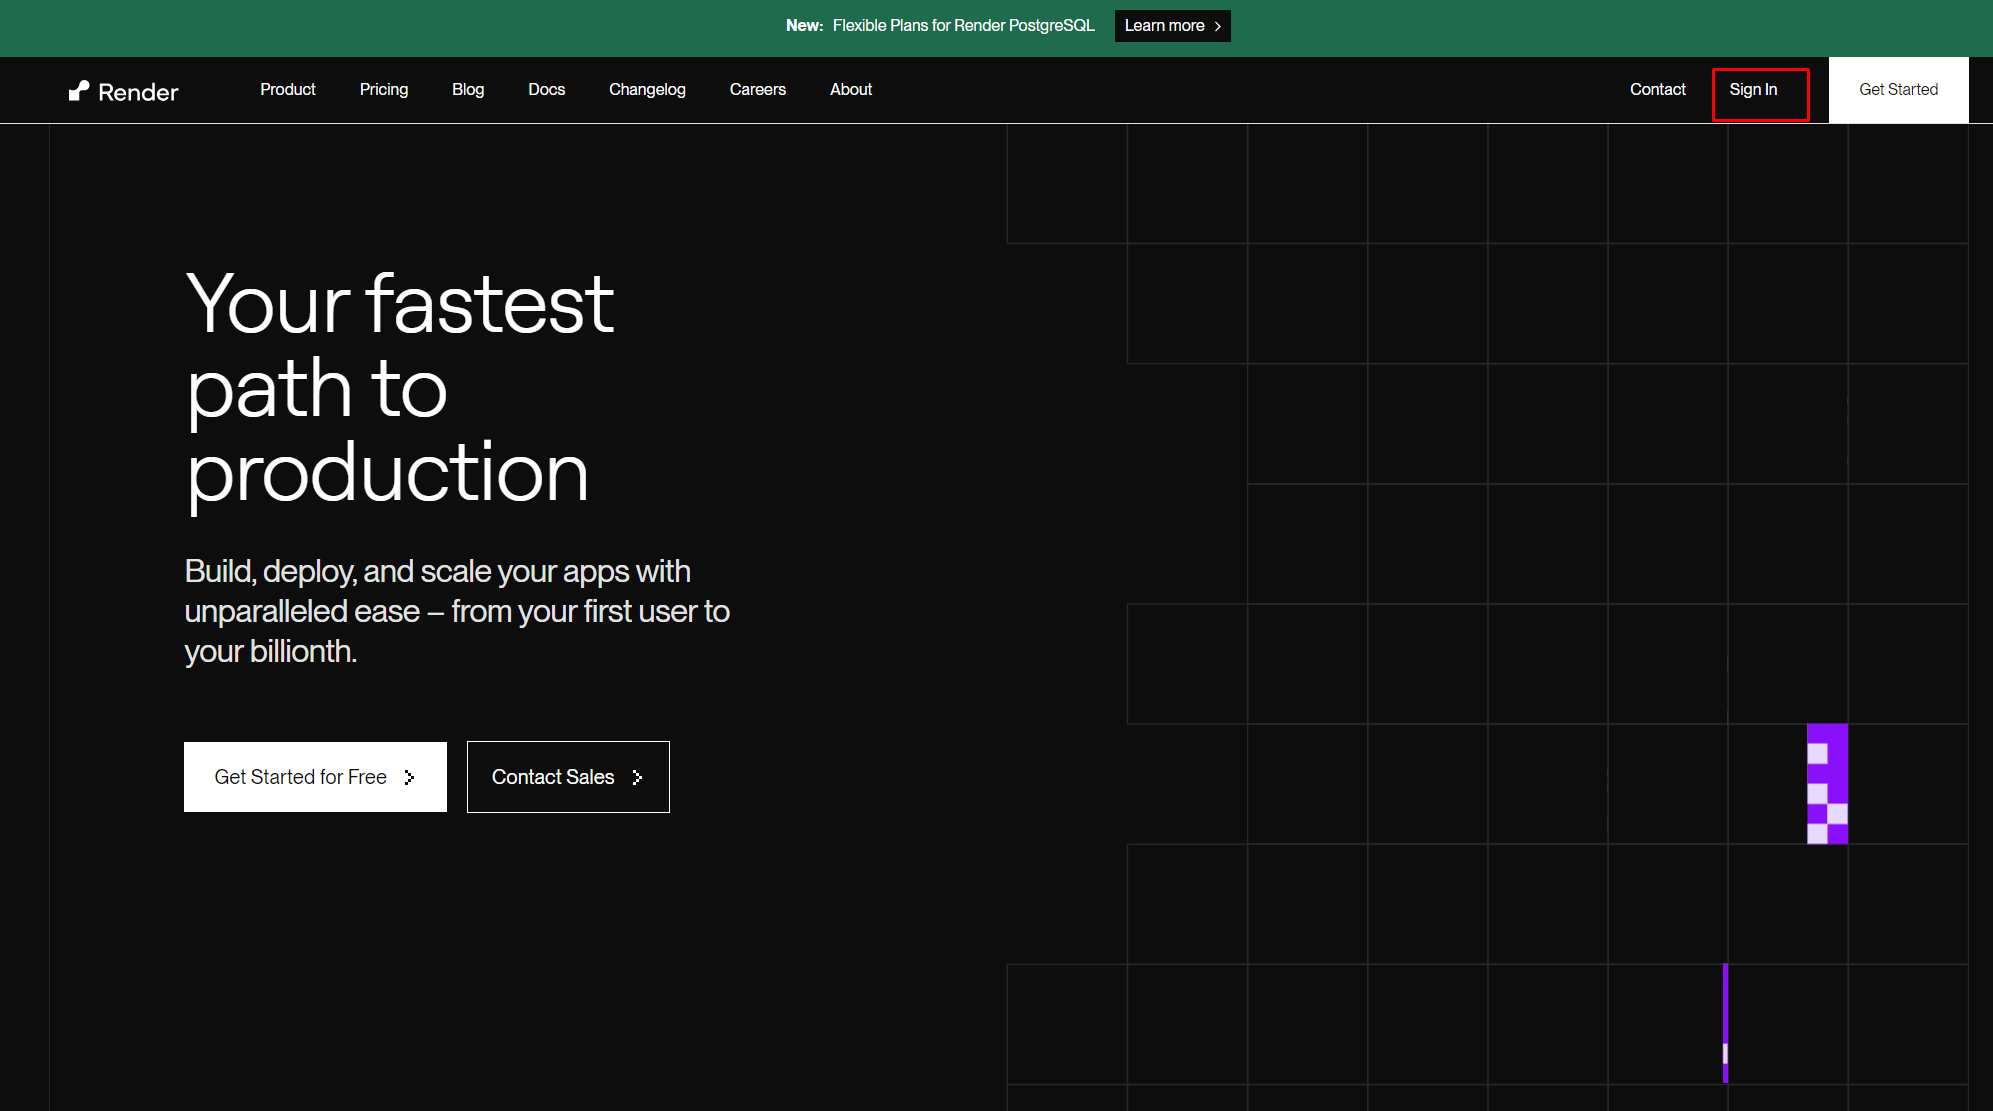 New: Flexible Plans for Render PostgreSQL Learn more
Render Product Pricing Blog Docs Changelog Careers About Contact Sign In Get Started
Your fastest
path to
production
Build, deploy, and scale your apps with
unparalleled ease – from your first user to
your billionth.
Get Started for Free Contact Sales